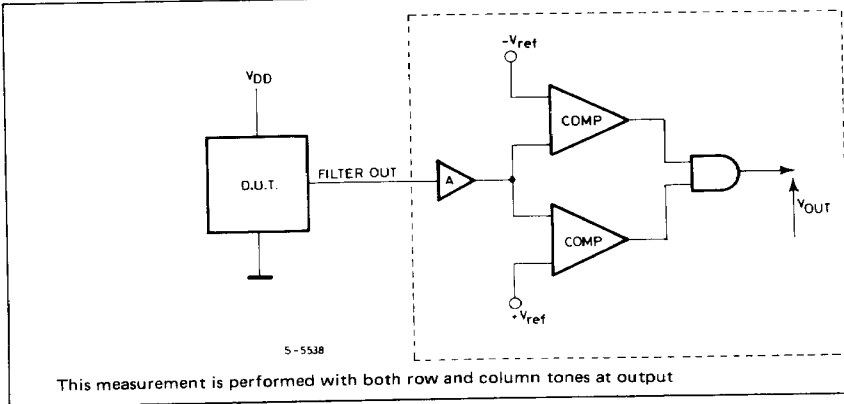 -Vref
VDD
COMP
D.U.T.
FILTER OUT
A
VOUT
COMP
+Vref
5-5538
This measurement is performed with both row and column tones at output